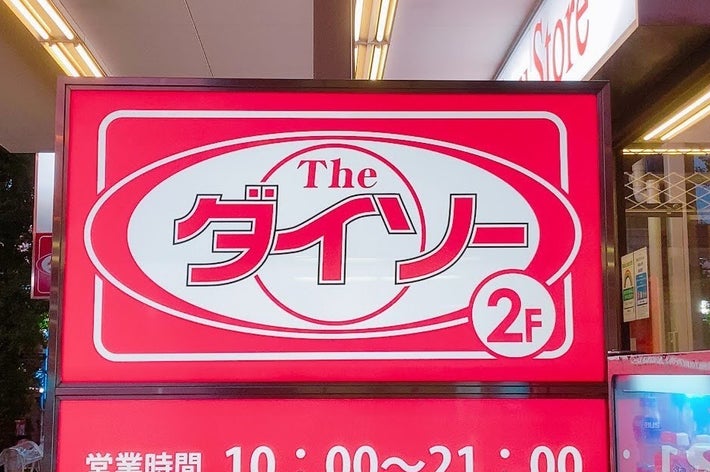 Store
The
ダイソー
2F
営業時間 10：00〜21：00